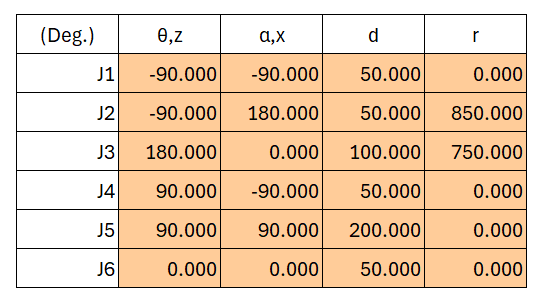 (Deg.) θ,z α,x d r
J1 -90.000 -90.000 50.000 0.000
J2 -90.000 180.000 50.000 850.000
J3 180.000 0.000 100.000 750.000
J4 90.000 -90.000 50.000 0.000
J5 90.000 90.000 200.000 0.000
J6 0.000 0.000 50.000 0.000